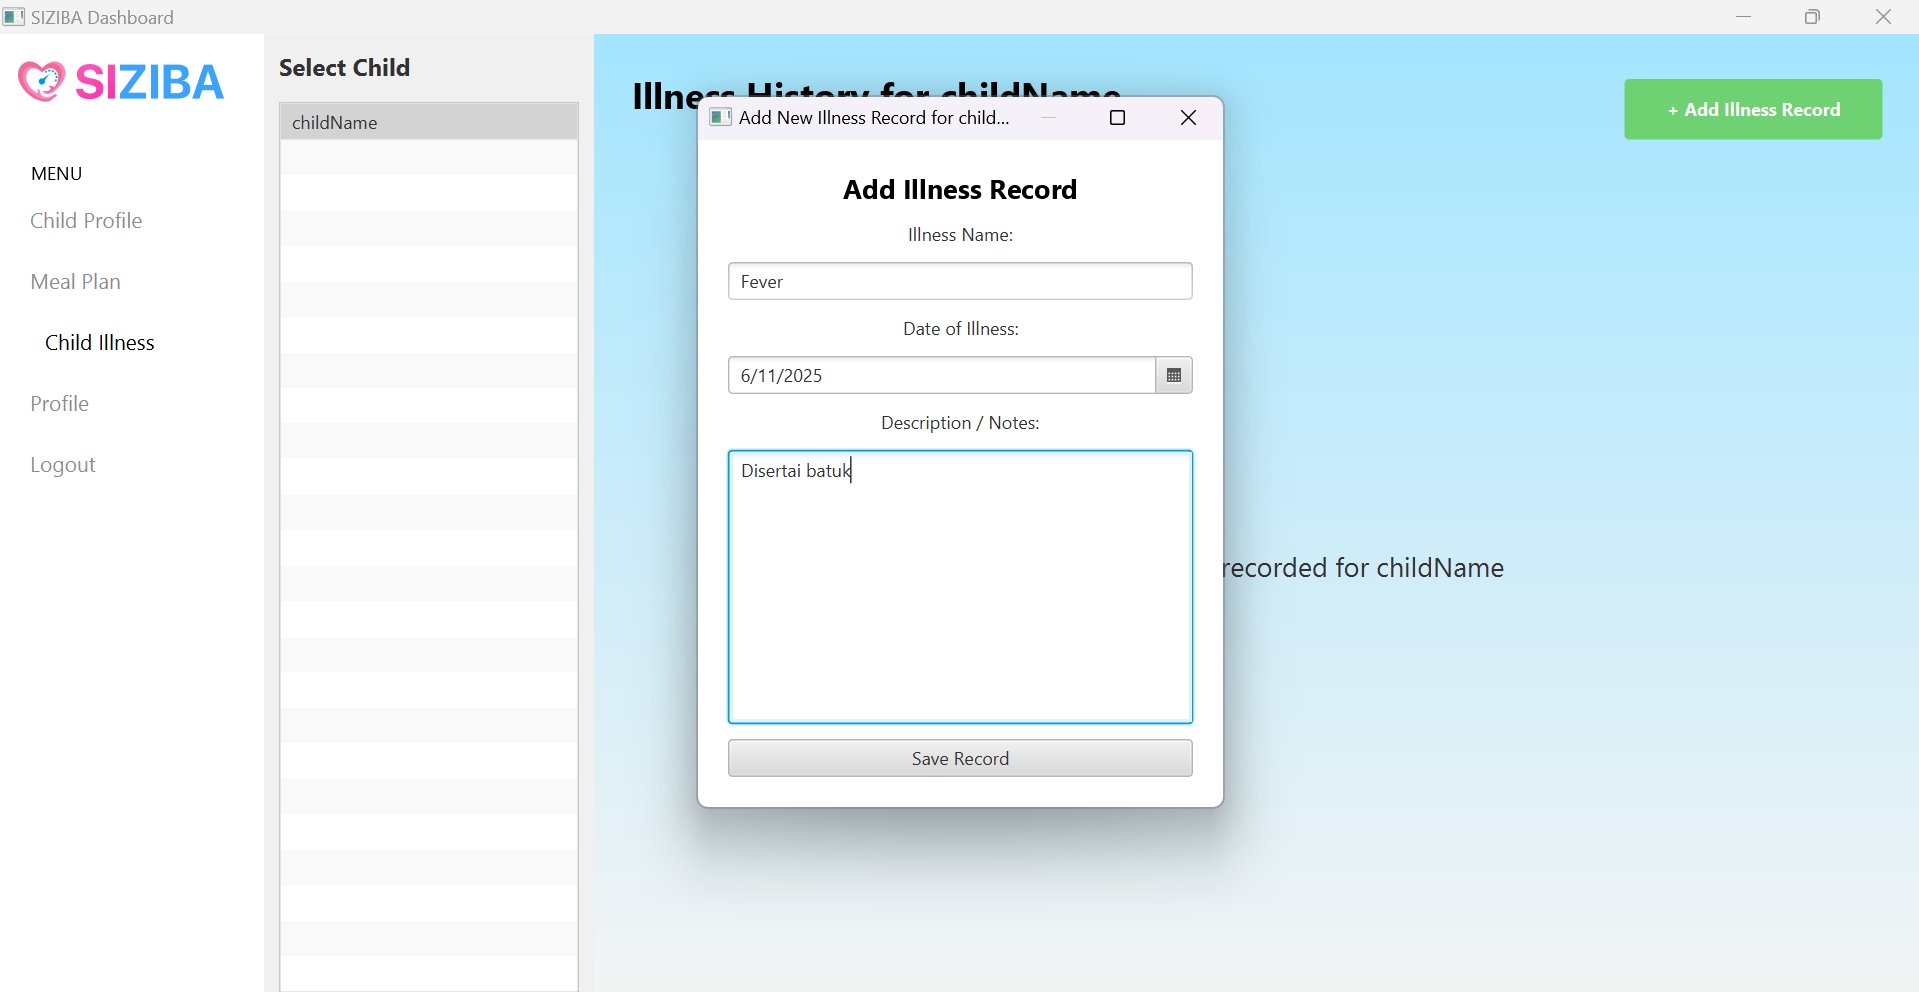 SIZIBA Dashboard
SIZIBA
MENU
Child Profile
Meal Plan
Child Illness
Profile
Logout
Select Child
childName
Illness History for childName
+ Add Illness Record
recorded for childName
Add New Illness Record for child...
Add Illness Record
Illness Name:
Fever
Date of Illness:
6/11/2025
Description / Notes:
Disertai batuk
Save Record